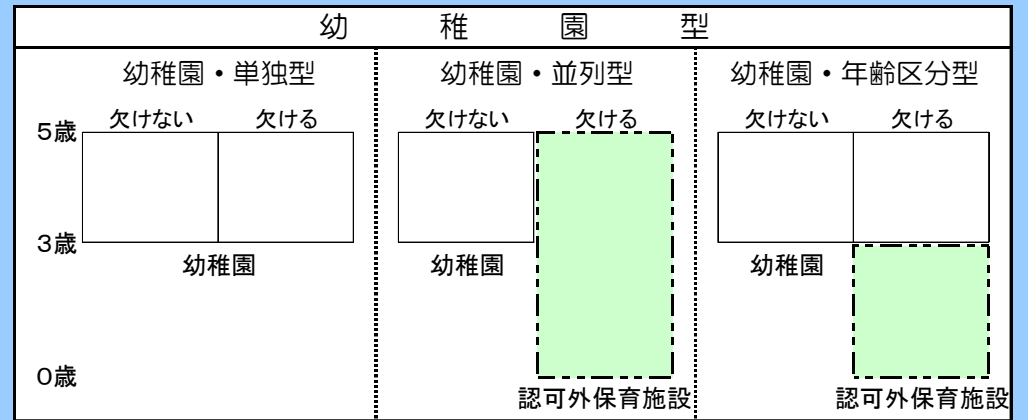 幼稚園型
幼稚園・単独型 幼稚園・並列型 幼稚園・年齢区分型
欠けない 欠ける 欠けない 欠ける 欠けない 欠ける
5歳
3歳
幼稚園 幼稚園 幼稚園
0歳
認可外保育施設 認可外保育施設